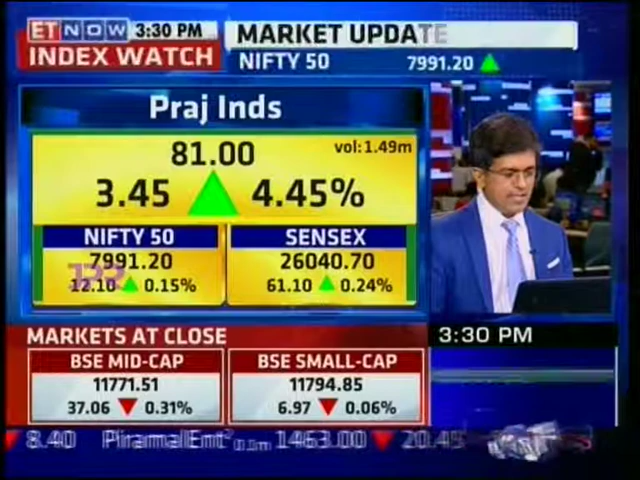 ET NOW 3:30 PM
INDEX WATCH
MARKET UPDATE
NIFTY 50 7991.20
Praj Inds
81.00 vol:1.49m
3.45 4.45%
NIFTY 50
7991.20
12.10 0.15%
SENSEX
26040.70
61.10 0.24%
MARKETS AT CLOSE
BSE MID-CAP
11771.51
37.06 0.31%
BSE SMALL-CAP
11794.85
6.97 0.06%
3:30 PM
8.40 PiramalEnt 0.1m 1463.00 20.45